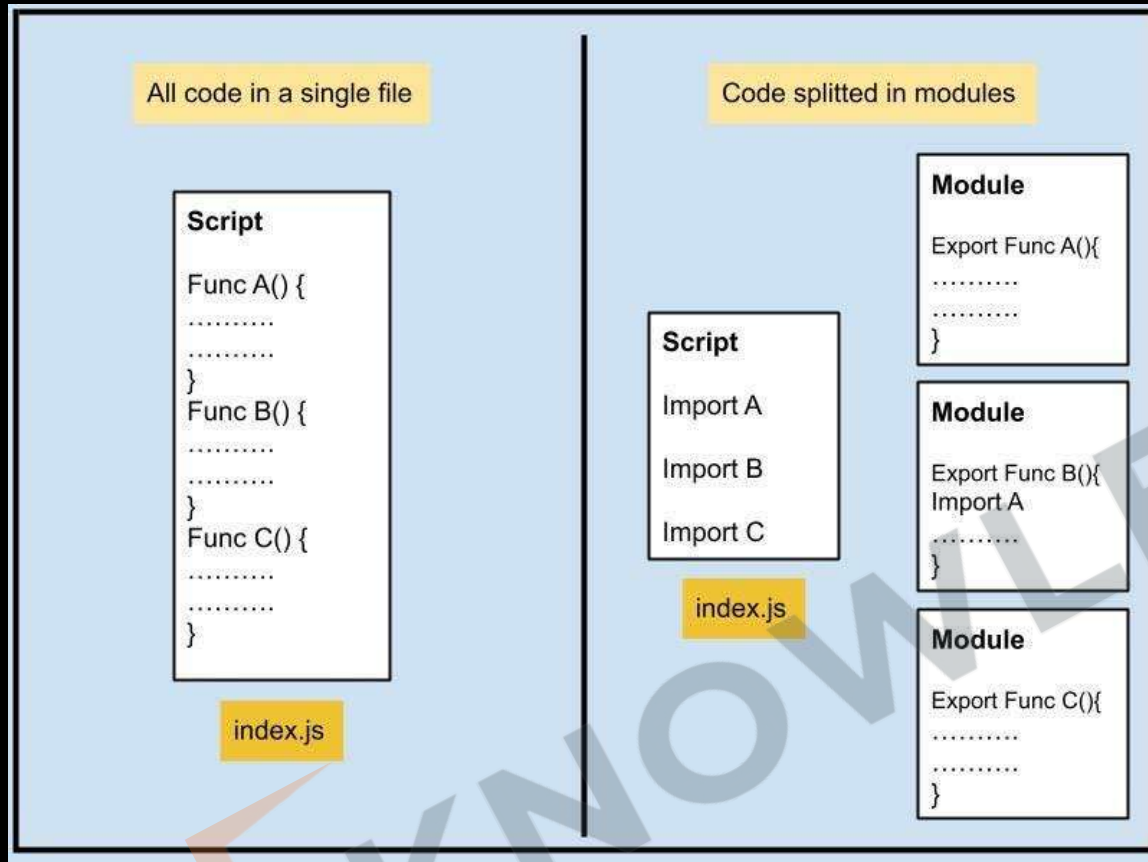 All code in a single file
Script
Func A() {
..........
..........
}
Func B() {
..........
..........
}
Func C() {
..........
..........
}
index.js
Code splitted in modules
Script
Import A
Import B
Import C
index.js
Module
Export Func A(){
..........
..........
}
Module
Export Func B(){
Import A
..........
}
Module
Export Func C(){
..........
..........
}